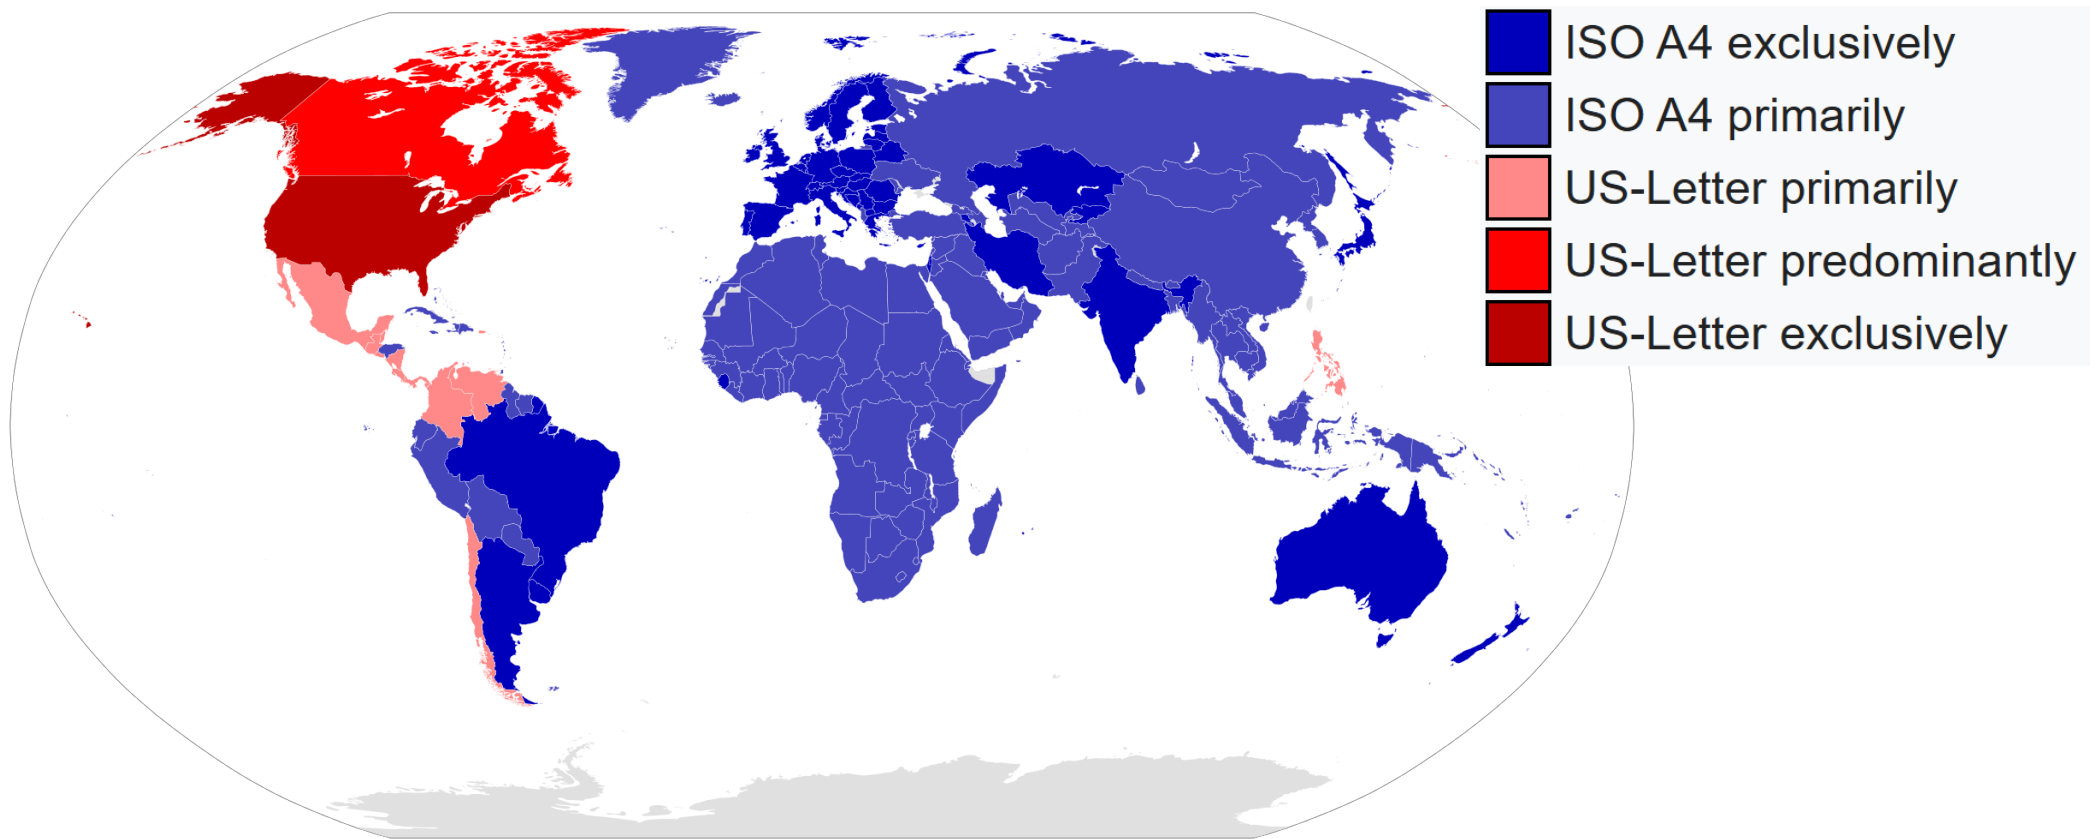 ISO A4 exclusively
ISO A4 primarily
US-Letter primarily
US-Letter predominantly
US-Letter exclusively